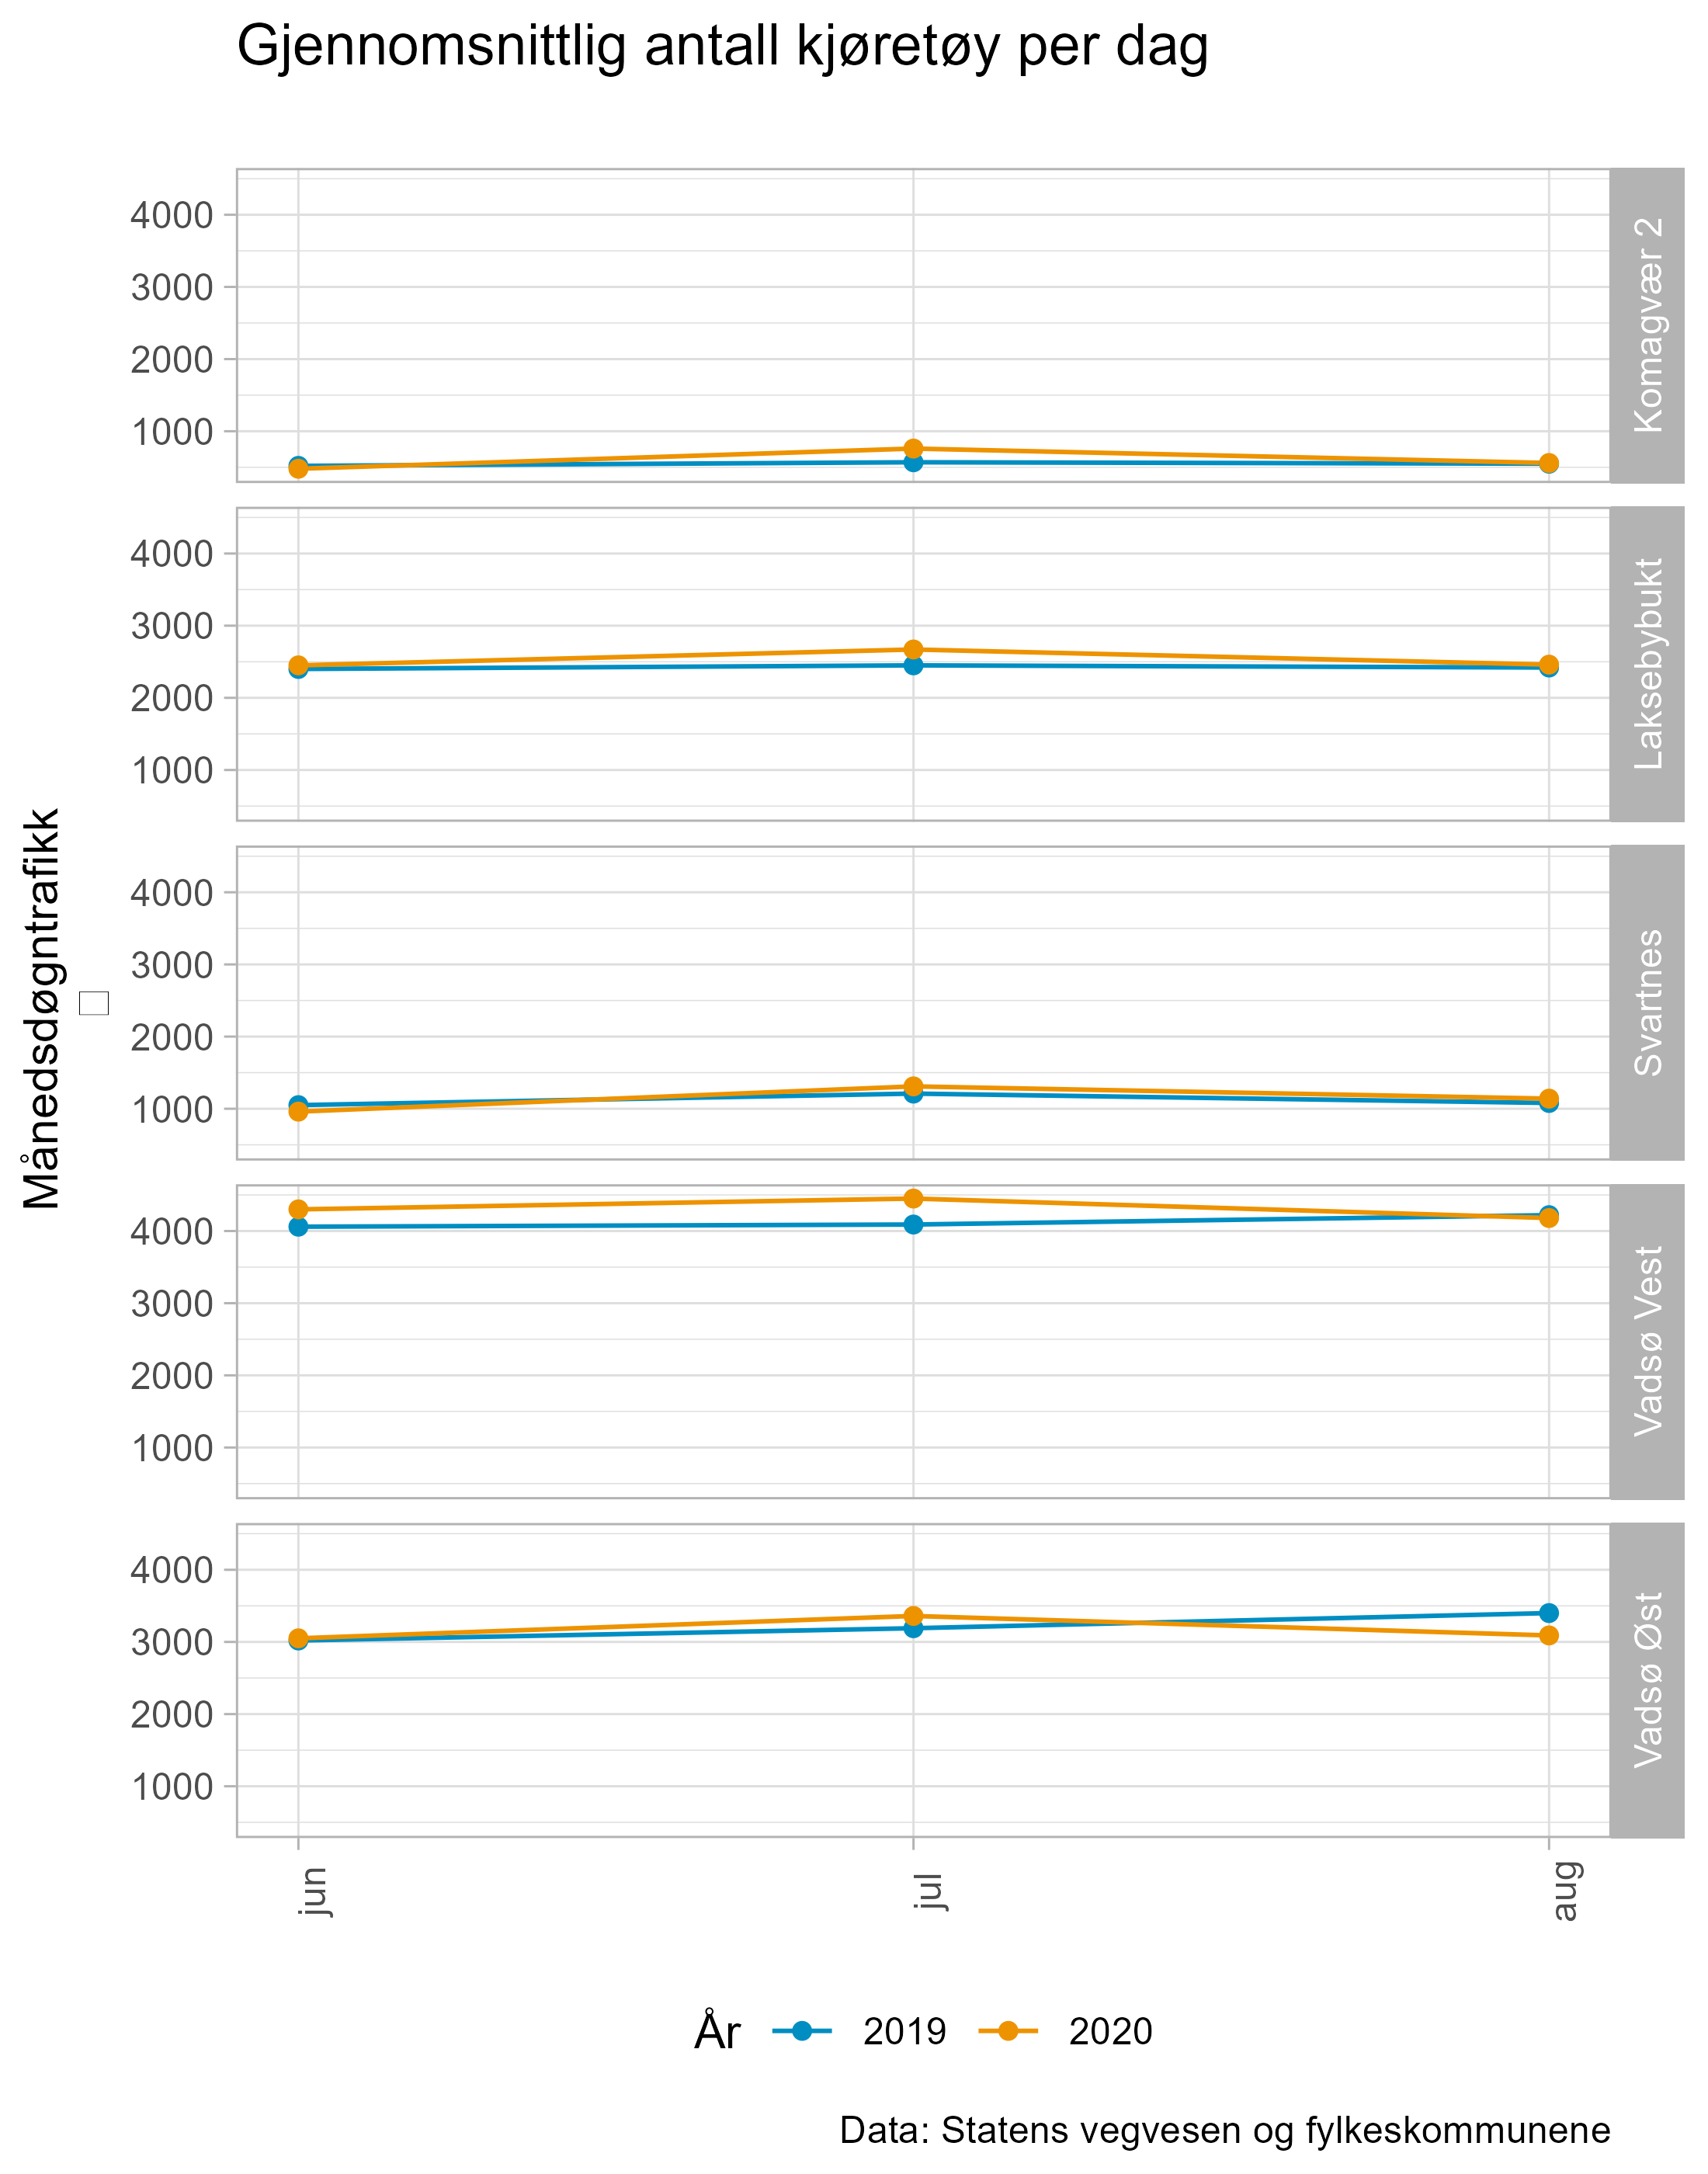 Gjennomsnittlig antall kjøretøy per dag
Månedsdøgntrafikk
4000
3000
2000
1000
Komagvær 2
4000
3000
2000
1000
Laksebybukt
4000
3000
2000
1000
Svartnes
4000
3000
2000
1000
Vadsø Vest
4000
3000
2000
1000
Vadsø Øst
jun
jul
aug
År 2019 2020
Data: Statens vegvesen og fylkeskommunene